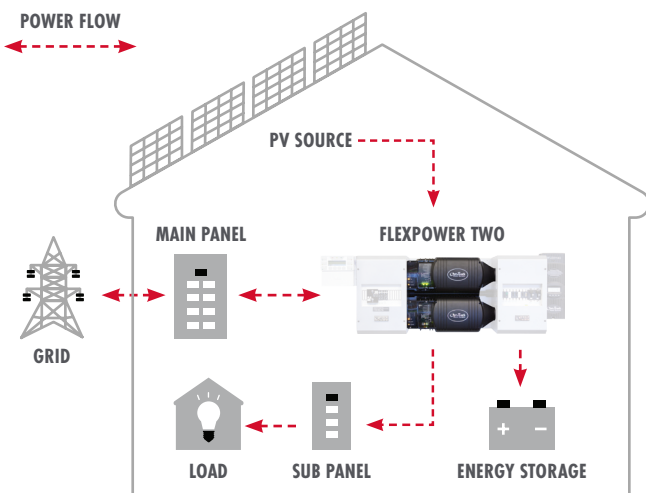 POWER FLOW
PV SOURCE
MAIN PANEL
FLEXPOWER TWO
GRID
+ −
LOAD
SUB PANEL
ENERGY STORAGE